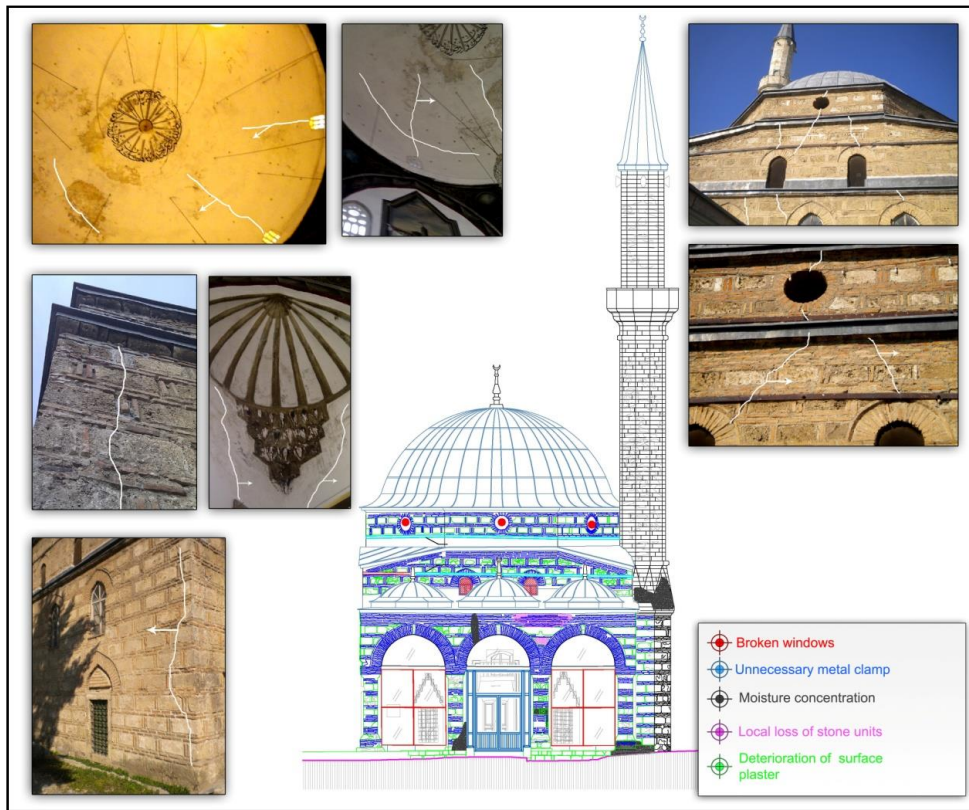 Broken windows
Unnecessary metal clamp
Moisture concentration
Local loss of stone units
Deterioration of surface
plaster